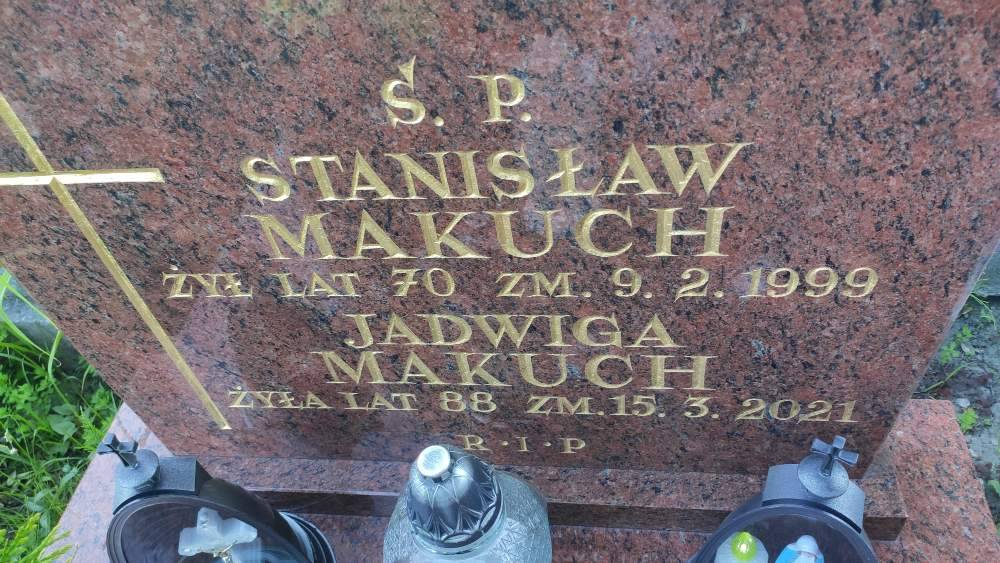 Ś. P.
STANISŁAW
MAKUCH
ŻYŁ LAT 70 ZM. 9. 2. 1999
JADWIGA
MAKUCH
ŻYŁA LAT 88 ZM. 15. 3. 2021
R·I·P